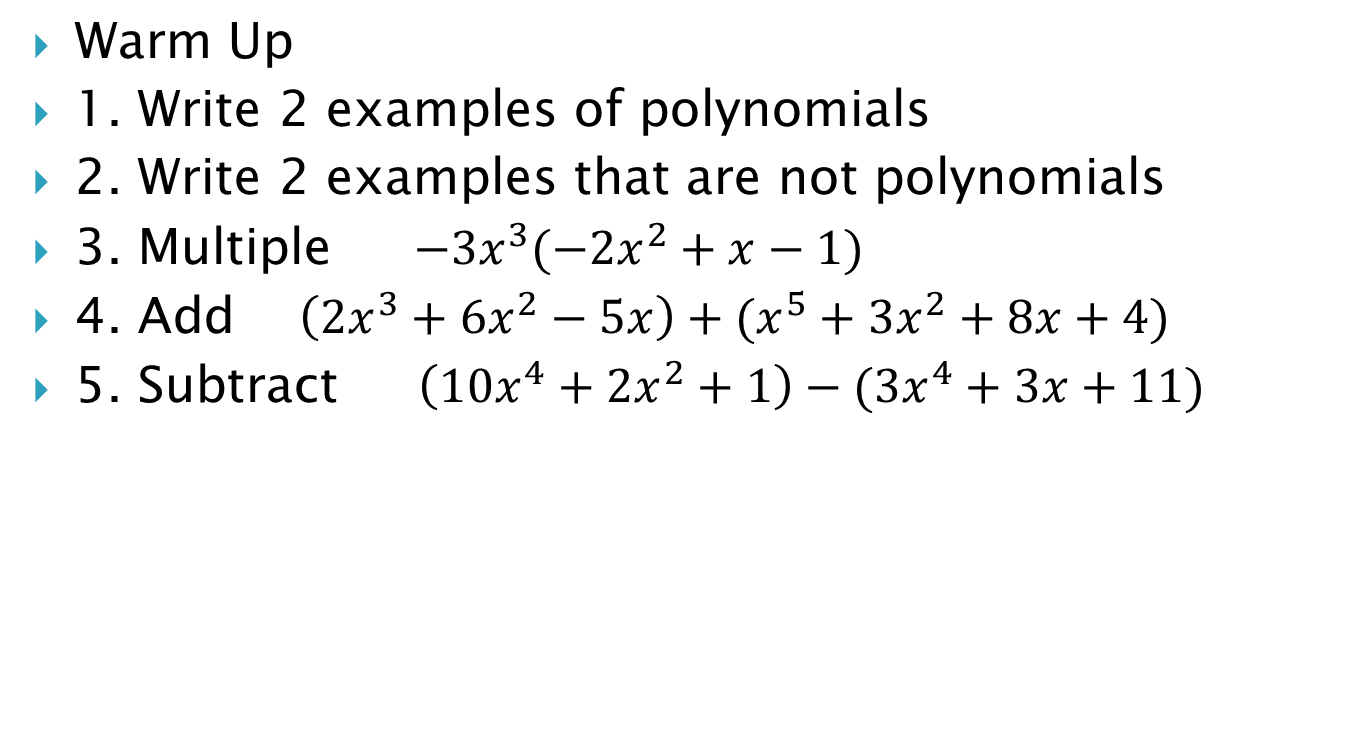 Warm Up
1. Write 2 examples of polynomials
2. Write 2 examples that are not polynomials
3. Multiple −3x³(−2x² + x − 1)
4. Add (2x³ + 6x² − 5x) + (x⁵ + 3x² + 8x + 4)
5. Subtract (10x⁴ + 2x² + 1) − (3x⁴ + 3x + 11)